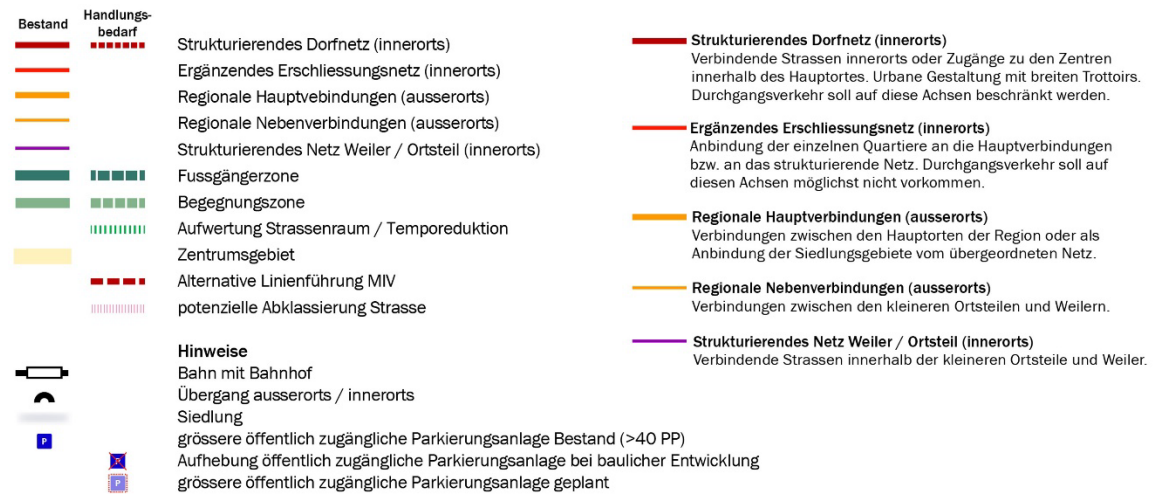 Bestand
Handlungs-
bedarf
Strukturierendes Dorfnetz (innerorts)
Ergänzendes Erschliessungsnetz (innerorts)
Regionale Hauptvebindungen (ausserorts)
Regionale Nebenverbindungen (ausserorts)
Strukturierendes Netz Weiler / Ortsteil (innerorts)
Fussgängerzone
Begegnungszone
Aufwertung Strassenraum / Temporeduktion
Zentrumsgebiet
Alternative Linienführung MIV
potenzielle Abklassierung Strasse
Hinweise
Bahn mit Bahnhof
Übergang ausserorts / innerorts
Siedlung
P grössere öffentlich zugängliche Parkierungsanlage Bestand (>40 PP)
P Aufhebung öffentlich zugängliche Parkierungsanlage bei baulicher Entwicklung
P grössere öffentlich zugängliche Parkierungsanlage geplant
Strukturierendes Dorfnetz (innerorts)
Verbindende Strassen innerorts oder Zugänge zu den Zentren
innerhalb des Hauptortes. Urbane Gestaltung mit breiten Trottoirs.
Durchgangsverkehr soll auf diese Achsen beschränkt werden.
Ergänzendes Erschliessungsnetz (innerorts)
Anbindung der einzelnen Quartiere an die Hauptverbindungen
bzw. an das strukturierende Netz. Durchgangsverkehr soll auf
diesen Achsen möglichst nicht vorkommen.
Regionale Hauptverbindungen (ausserorts)
Verbindungen zwischen den Hauptorten der Region oder als
Anbindung der Siedlungsgebiete vom übergeordneten Netz.
Regionale Nebenverbindungen (ausserorts)
Verbindungen zwischen den kleineren Ortsteilen und Weilern.
Strukturierendes Netz Weiler / Ortsteil (innerorts)
Verbindende Strassen innerhalb der kleineren Ortsteile und Weiler.